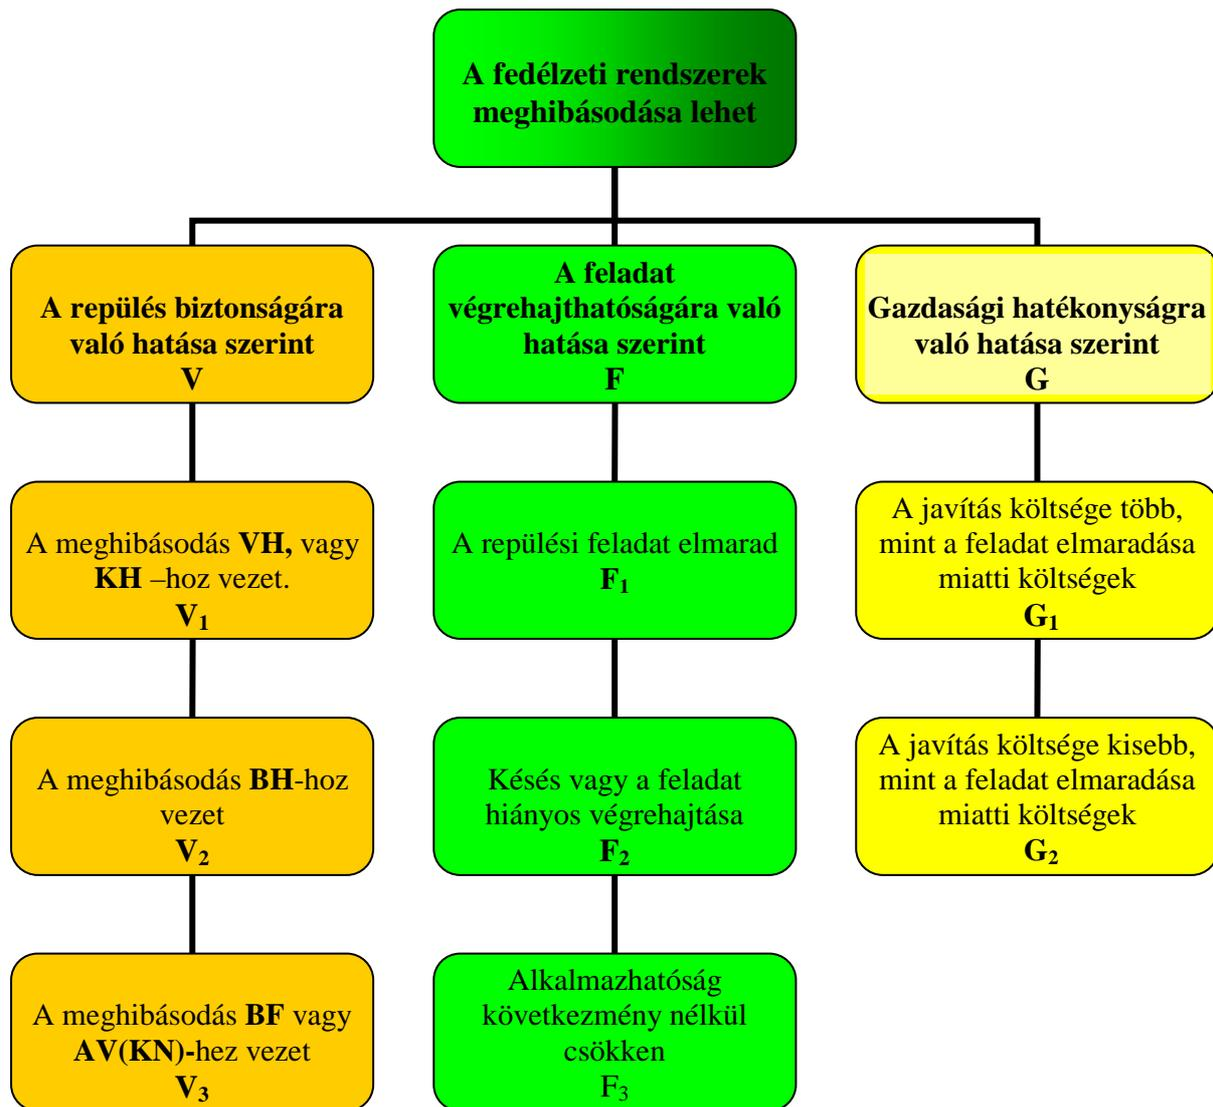 A fedélzeti rendszerek
meghibásodása lehet
A repülés biztonságára
való hatása szerint
V
A feladat
végrehajthatóságára való
hatása szerint
F
Gazdasági hatékonyságra
való hatása szerint
G
A meghibásodás VH, vagy
KH –hoz vezet.
V₁
A repülési feladat elmarad
F₁
A javítás költsége több,
mint a feladat elmaradása
miatti költségek
G₁
A meghibásodás BH-hoz
vezet
V₂
Késés vagy a feladat
hiányos végrehajtása
F₂
A javítás költsége kisebb,
mint a feladat elmaradása
miatti költségek
G₂
A meghibásodás BF vagy
AV(KN)-hez vezet
V₃
Alkalmazhatóság
következmény nélkül
csökken
F₃